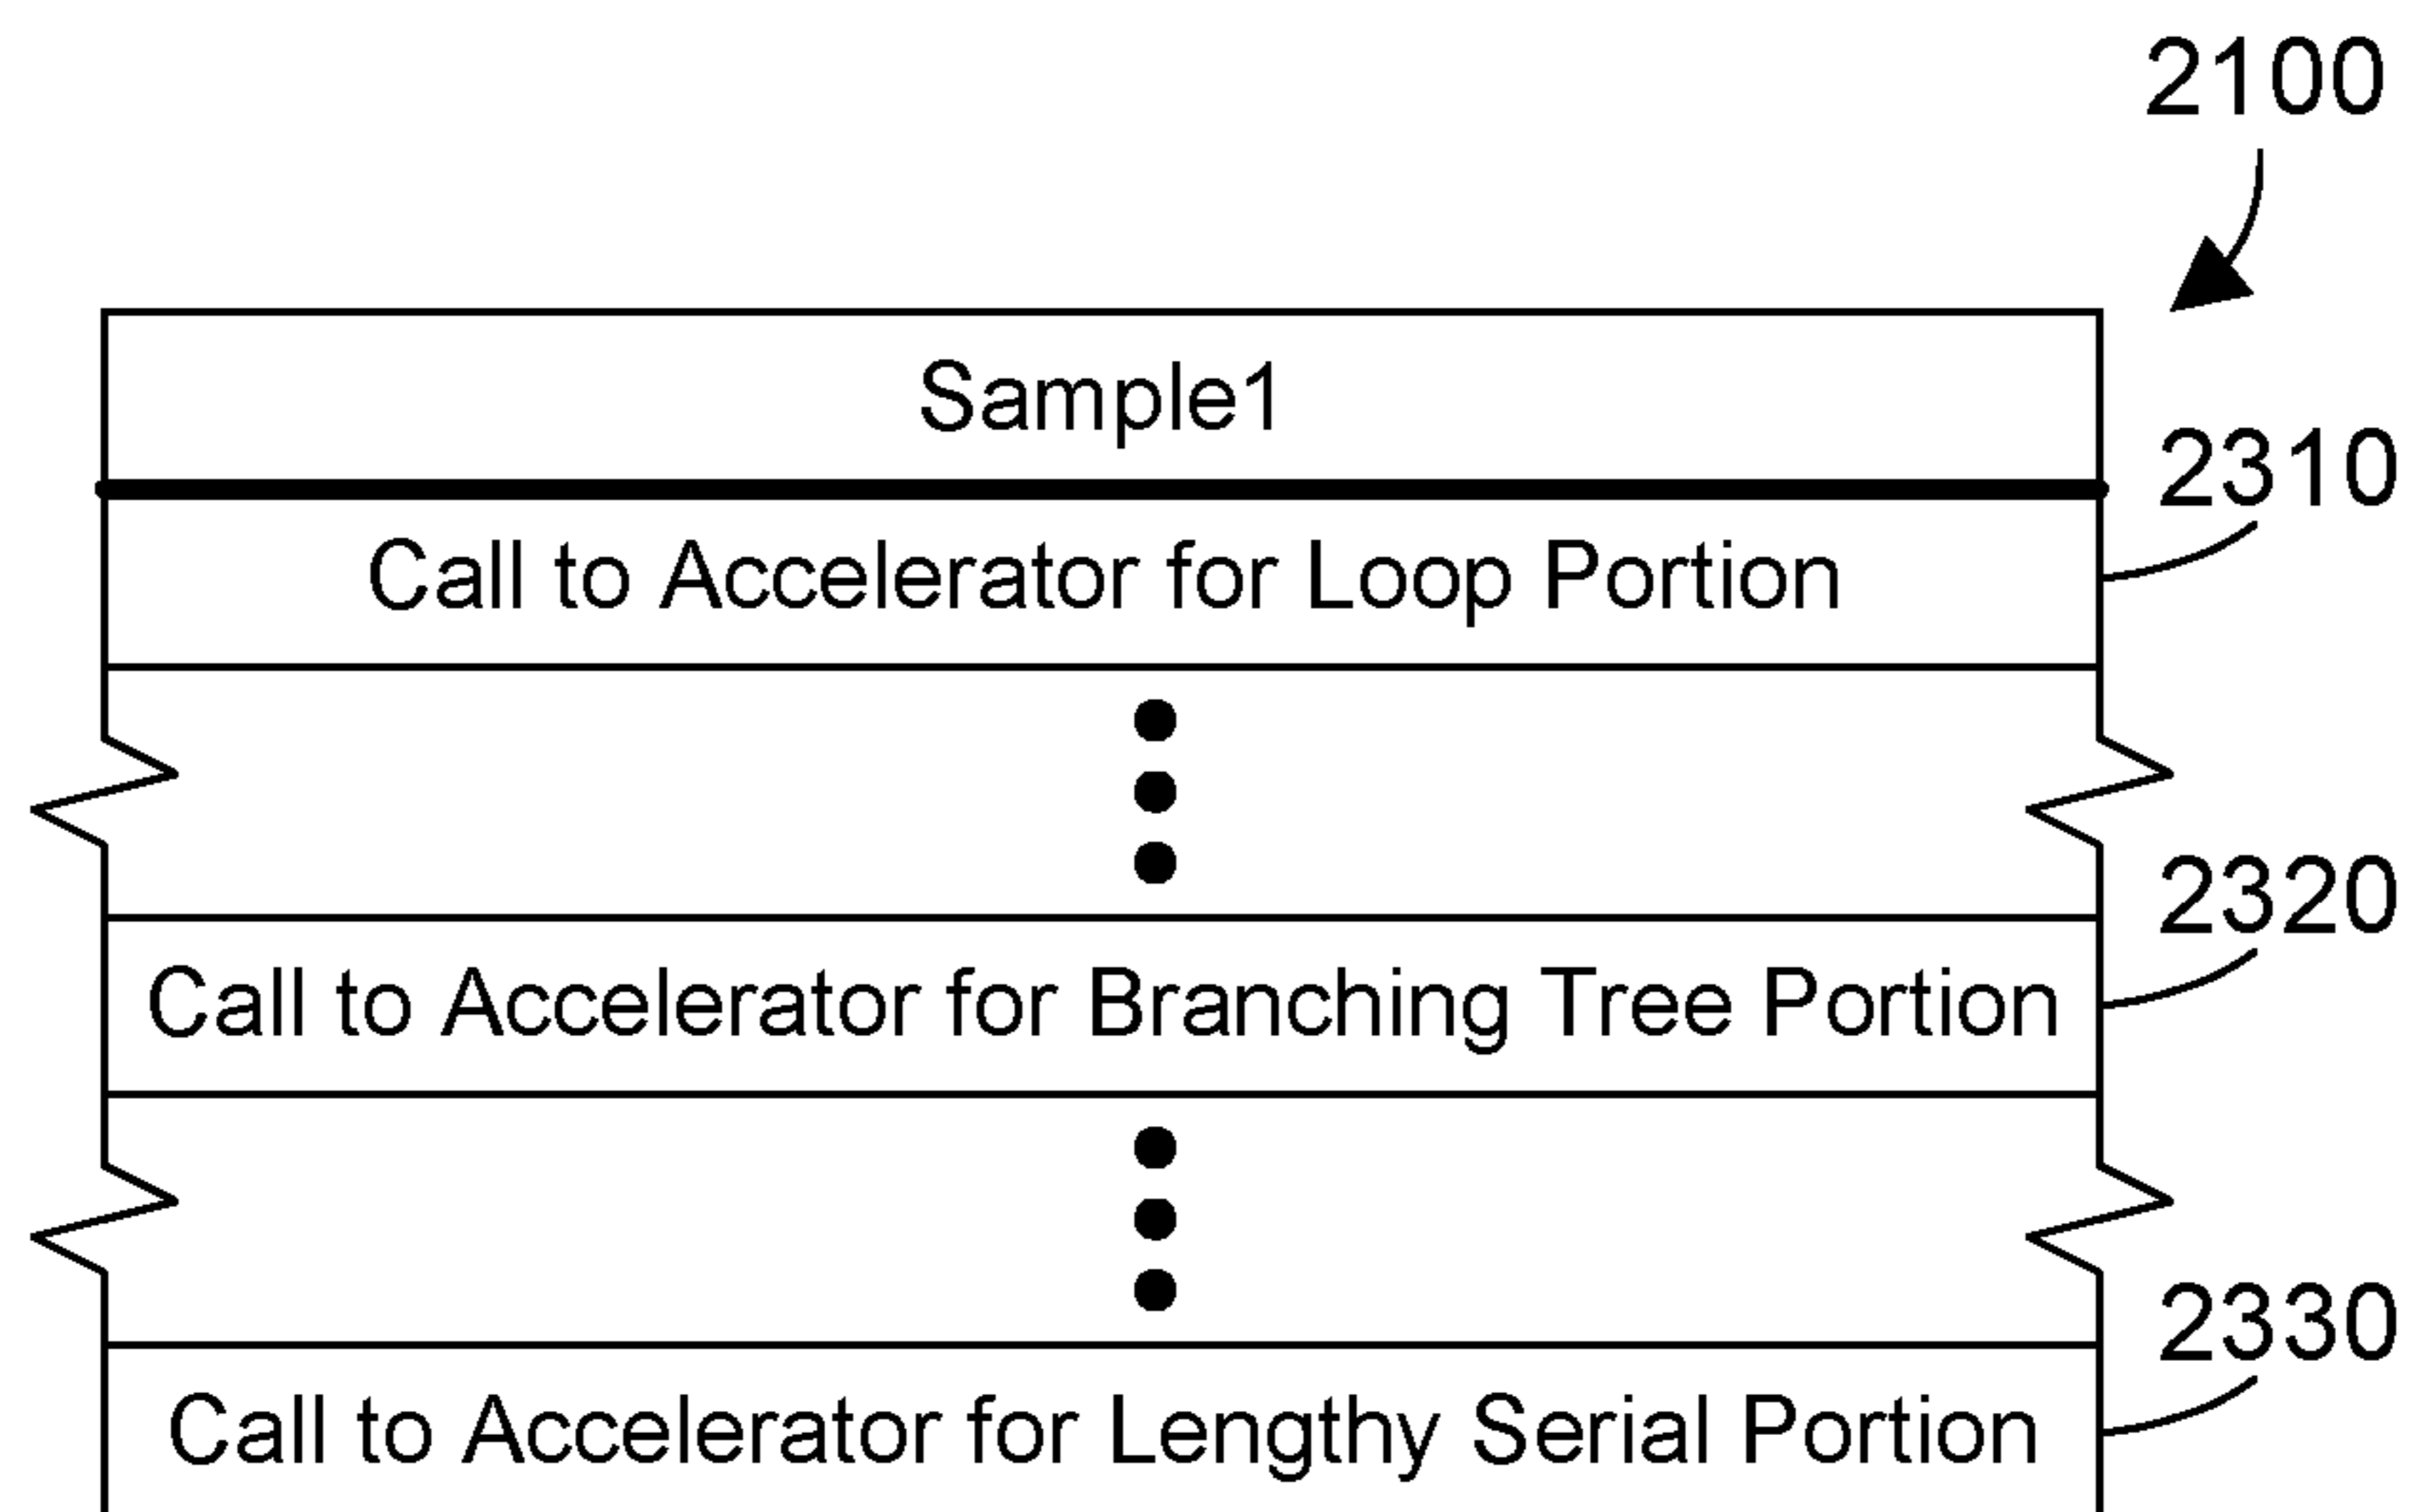 2100
Sample1
2310
Call to Accelerator for Loop Portion
2320
Call to Accelerator for Branching Tree Portion
2330
Call to Accelerator for Lengthy Serial Portion